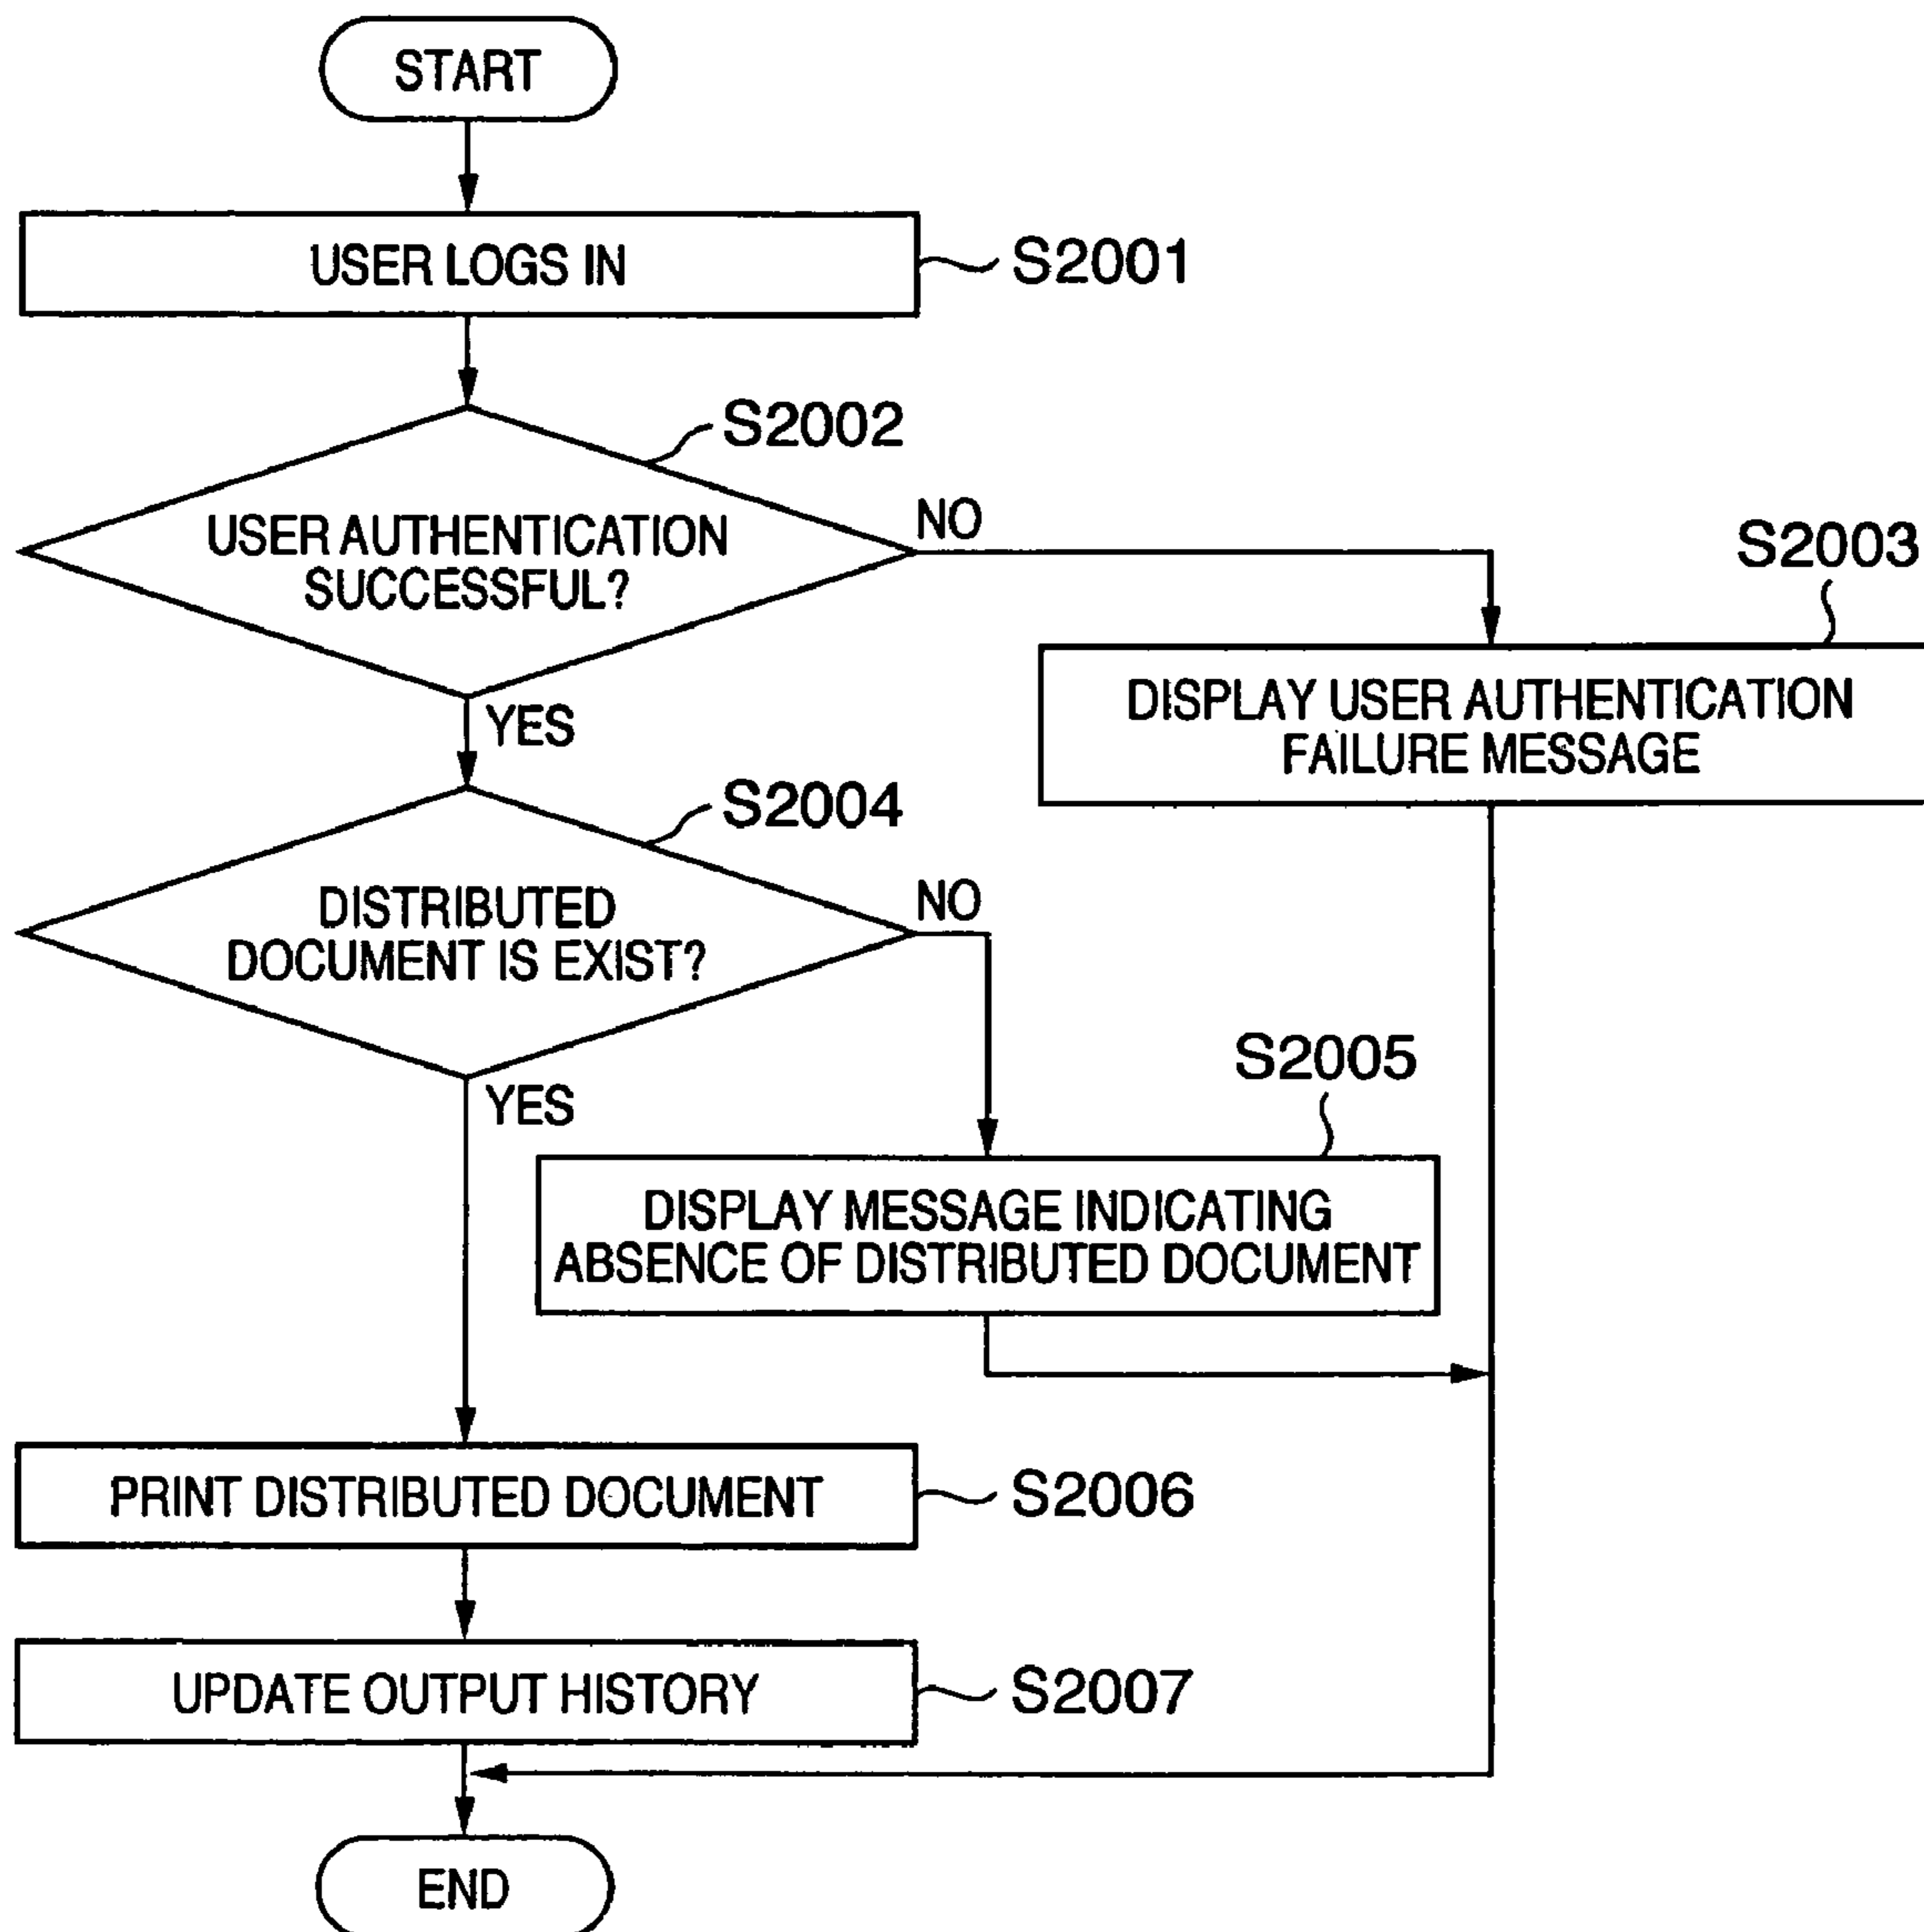 START
USER LOGS IN
S2001
S2002
USER AUTHENTICATION
SUCCESSFUL?
NO
YES
S2003
DISPLAY USER AUTHENTICATION
FAILURE MESSAGE
S2004
DISTRIBUTED
DOCUMENT IS EXIST?
NO
YES
S2005
DISPLAY MESSAGE INDICATING
ABSENCE OF DISTRIBUTED DOCUMENT
PRINT DISTRIBUTED DOCUMENT
S2006
UPDATE OUTPUT HISTORY
S2007
END